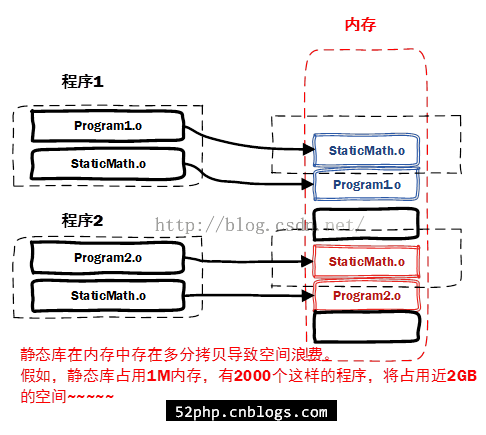 内存
程序1
Program1.o
StaticMath.o
StaticMath.o
Program1.o
程序2
http://blog.csdn.net/
Program2.o
StaticMath.o
StaticMath.o
Program2.o
静态库在内存中存在多分拷贝导致空间浪费。
假如，静态库占用1M内存，有2000个这样的程序，将占用近2GB
的空间~~~~~
52php.cnblogs.com